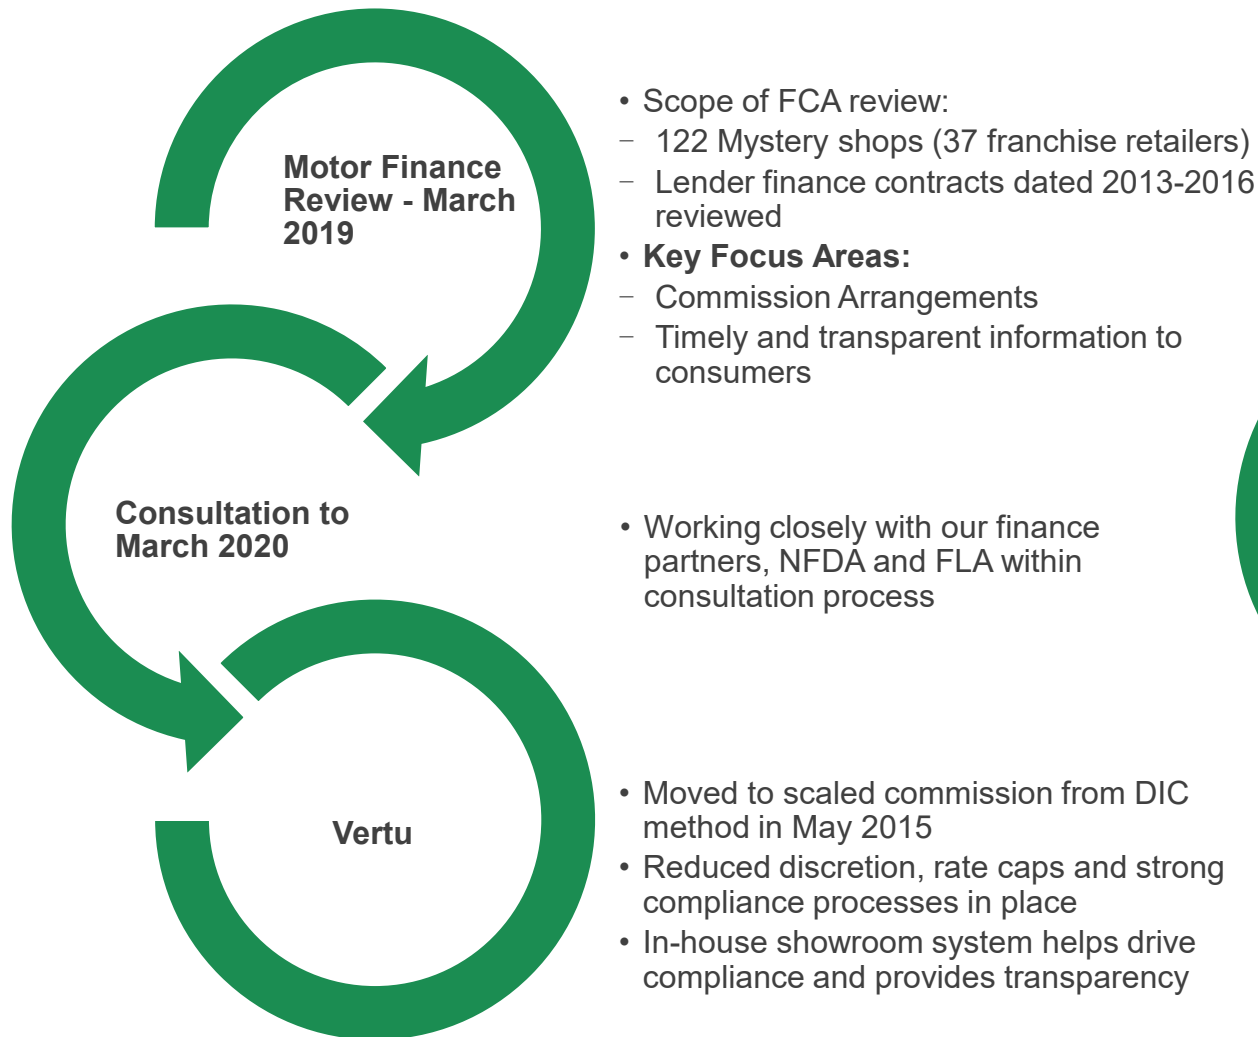 Motor Finance
Review - March
2019
• Scope of FCA review:
− 122 Mystery shops (37 franchise retailers)
− Lender finance contracts dated 2013-2016
reviewed
• Key Focus Areas:
− Commission Arrangements
− Timely and transparent information to
consumers
Consultation to
March 2020
• Working closely with our finance
partners, NFDA and FLA within
consultation process
Vertu
• Moved to scaled commission from DIC
method in May 2015
• Reduced discretion, rate caps and strong
compliance processes in place
• In-house showroom system helps drive
compliance and provides transparency